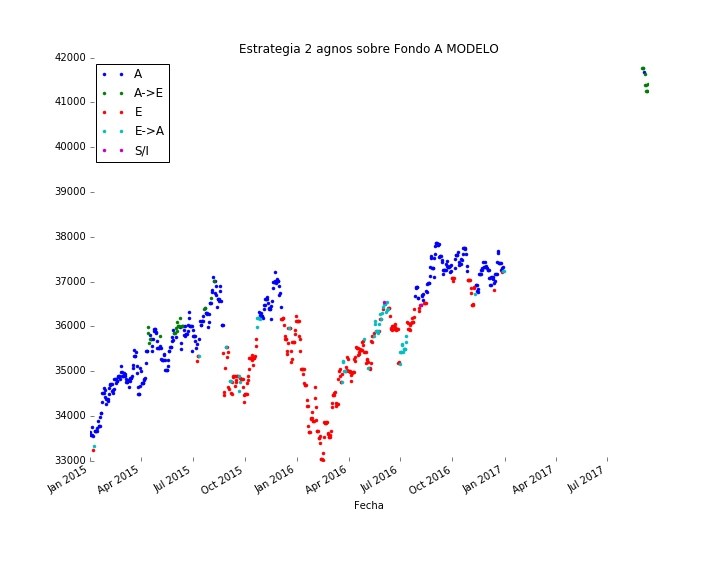 Estrategia 2 agnos sobre Fondo A MODELO
42000
41000
40000
39000
38000
37000
36000
35000
34000
33000
A
A->E
E
E->A
S/I
Jan 2015
Apr 2015
Jul 2015
Oct 2015
Jan 2016
Apr 2016
Jul 2016
Oct 2016
Jan 2017
Apr 2017
Jul 2017
Fecha